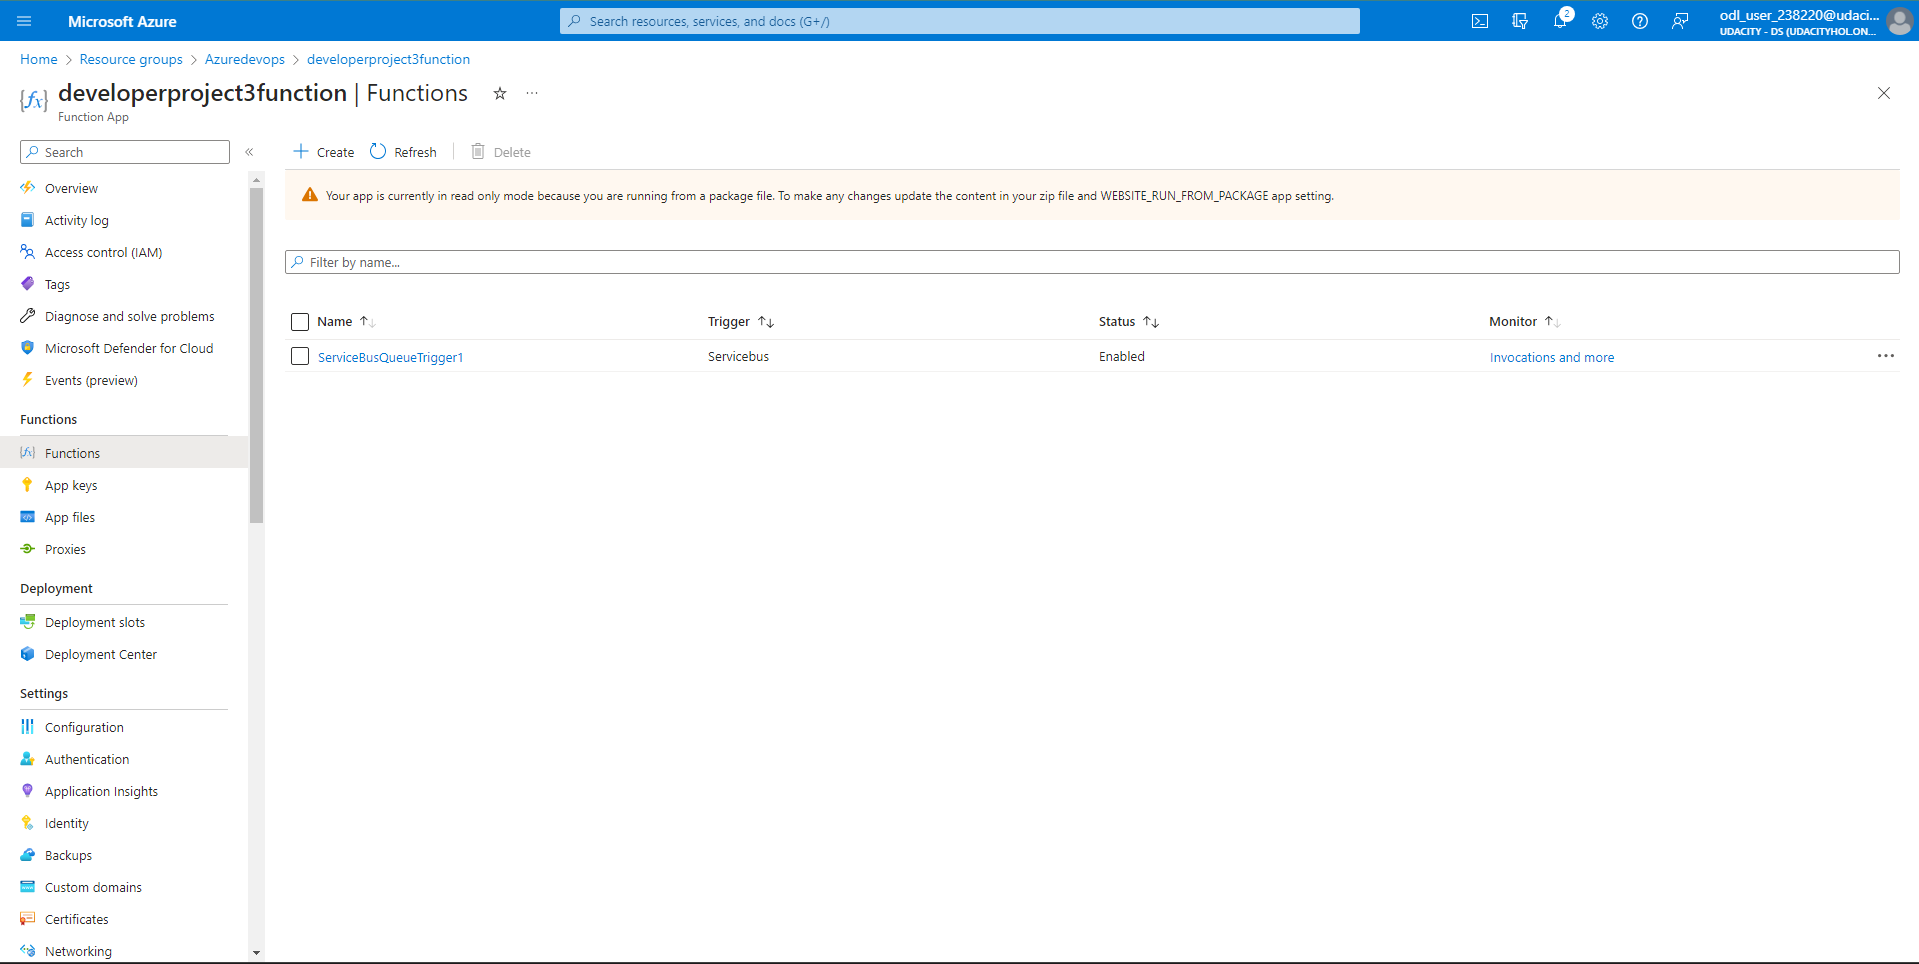 Microsoft Azure
Search resources, services, and docs (G+/)
2
odl_user_238220@udaci...
UDACITY - DS (UDACITYHOL.ON...
Home > Resource groups > Azuredevops > developerproject3function
developerproject3function | Functions
Function App
Search
Create
Refresh
Delete
Your app is currently in read only mode because you are running from a package file. To make any changes update the content in your zip file and WEBSITE_RUN_FROM_PACKAGE app setting.
Filter by name...
Name
Trigger
Status
Monitor
ServiceBusQueueTrigger1
Servicebus
Enabled
Invocations and more
Overview
Activity log
Access control (IAM)
Tags
Diagnose and solve problems
Microsoft Defender for Cloud
Events (preview)
Functions
Functions
App keys
App files
Proxies
Deployment
Deployment slots
Deployment Center
Settings
Configuration
Authentication
Application Insights
Identity
Backups
Custom domains
Certificates
Networking